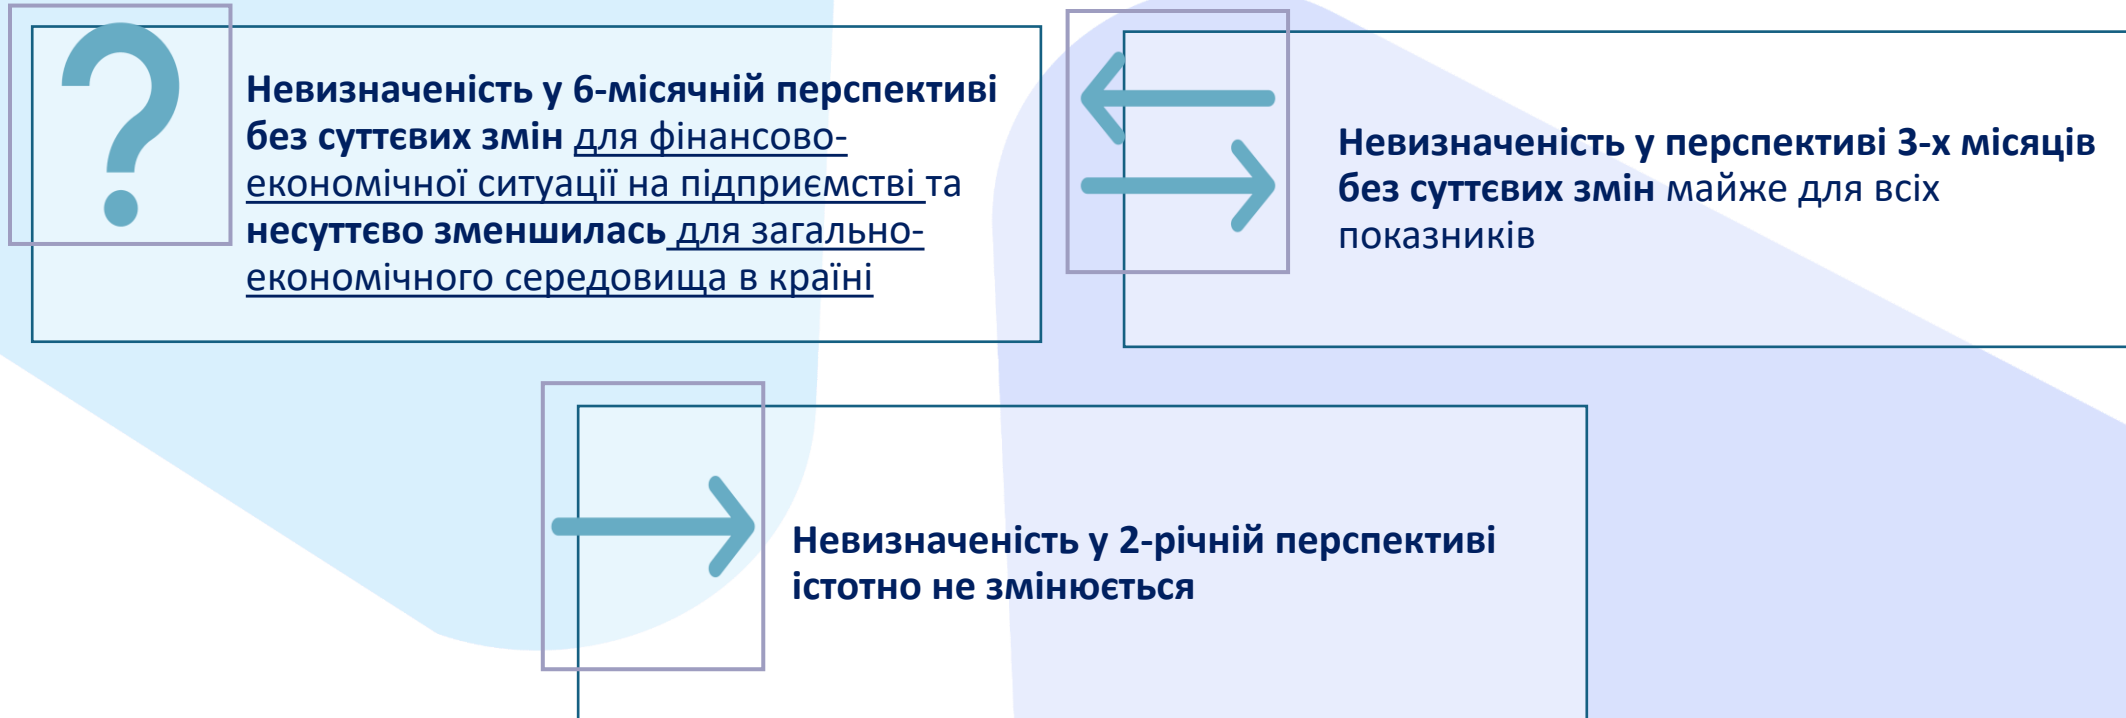 Невизначеність у 6-місячній перспективі
без суттєвих змін для фінансово-
економічної ситуації на підприємстві та
несуттєво зменшилась для загально-
економічного середовища в країні
Невизначеність у перспективі 3-х місяців
без суттєвих змін майже для всіх
показників
Невизначеність у 2-річній перспективі
істотно не змінюється